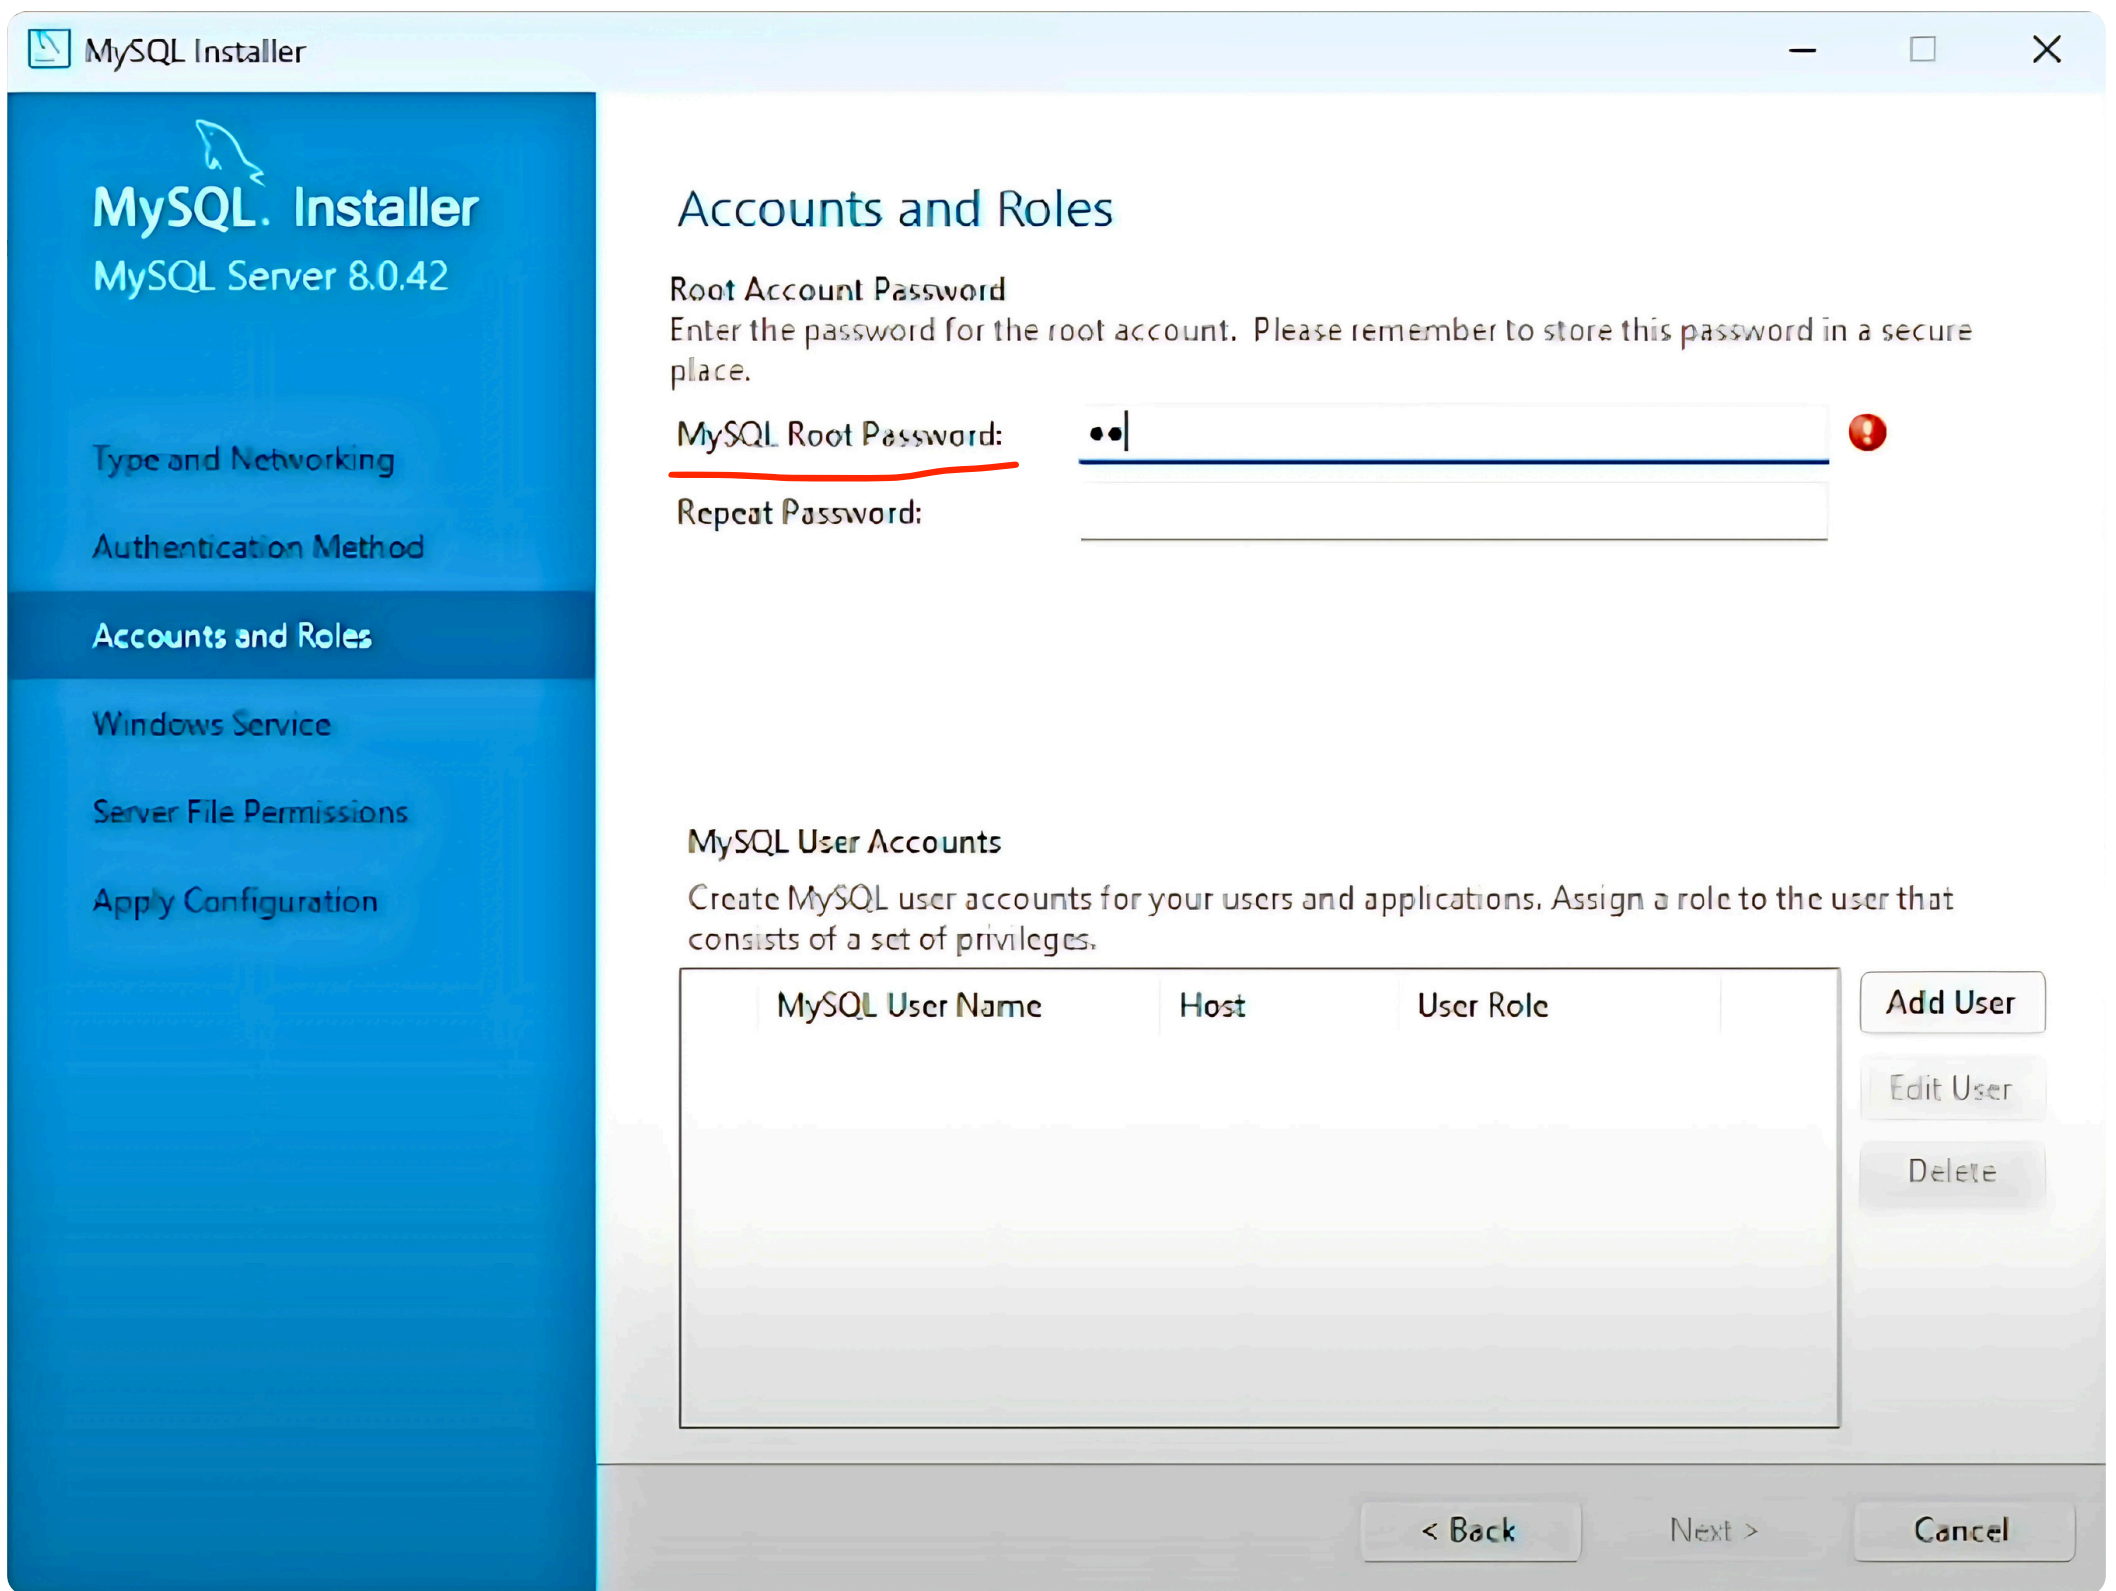 MySQL Installer
MySQL. Installer
MySQL Server 8.0.42
Type and Networking
Authentication Method
Accounts and Roles
Windows Service
Server File Permissions
Apply Configuration
Accounts and Roles
Root Account Password
Enter the password for the root account. Please remember to store this password in a secure
place.
MySQL Root Password:
Repeat Password:
MySQL User Accounts
Create MySQL user accounts for your users and applications. Assign a role to the user that
consists of a set of privileges.
MySQL User Name Host User Role
Add User
Edit User
Delete
< Back Next > Cancel